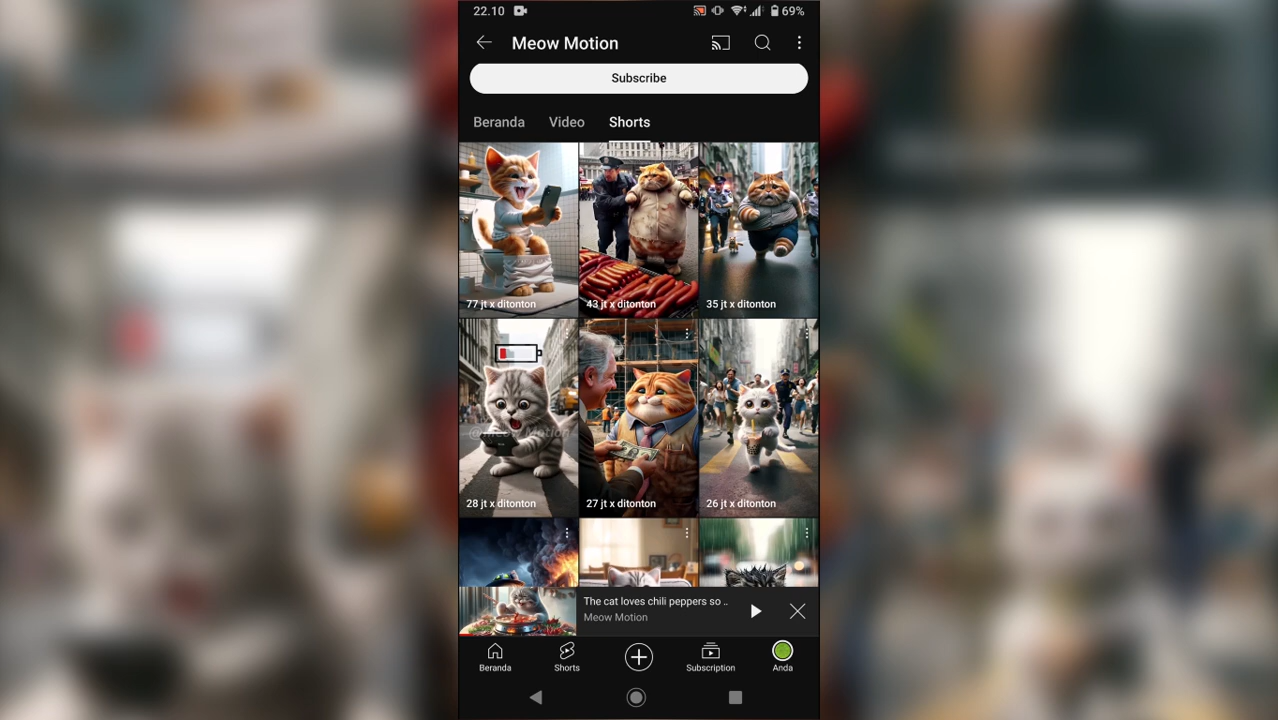 22.10
69%
Meow Motion
Subscribe
Beranda Video Shorts
77 jt x ditonton
43 jt x ditonton
35 jt x ditonton
@Meow Motion
28 jt x ditonton
27 jt x ditonton
26 jt x ditonton
The cat loves chili peppers so ..
Meow Motion
Beranda Shorts Subscription Anda